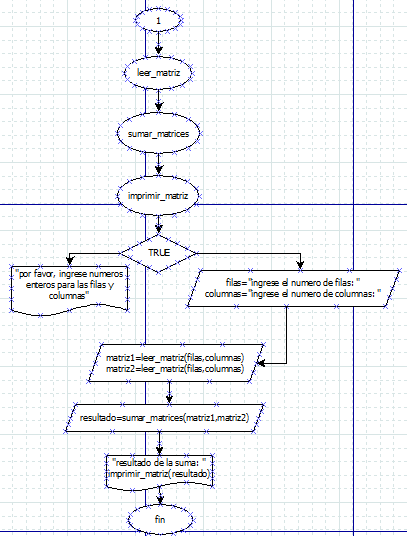 1
leer_matriz
sumar_matrices
imprimir_matriz
TRUE
"por favor, ingrese numeros
enteros para las filas y
columnas"
filas="ingrese el numero de filas: "
columnas="ingrese el numero de columnas: "
matriz1=leer_matriz(filas,columnas)
matriz2=leer_matriz(filas,columnas)
resultado=sumar_matrices(matriz1,matriz2)
"resultado de la suma: "
imprimir_matriz(resultado)
fin